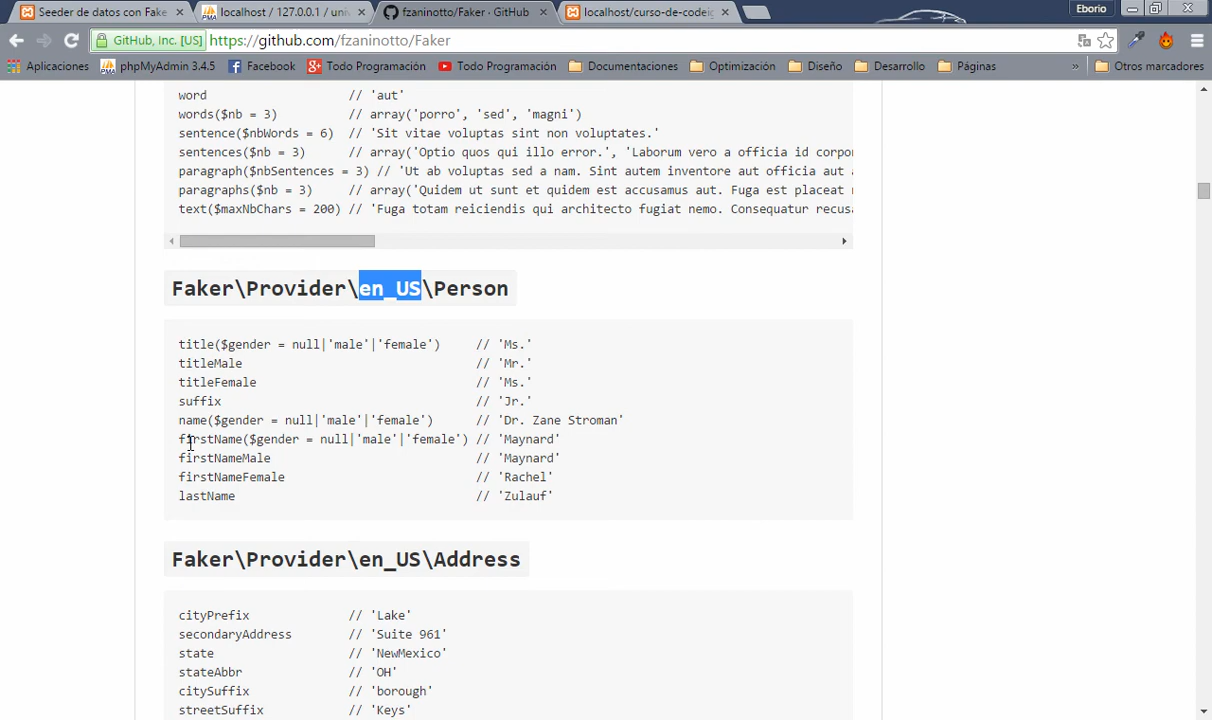 Seeder de datos con Fake
localhost / 127.0.0.1 / uni
fzaninotto/Faker · GitHub
localhost/curso-de-codeig
Eborio
GitHub, Inc. [US]
https://github.com/fzaninotto/Faker
Aplicaciones
phpMyAdmin 3.4.5
Facebook
Todo Programación
Todo Programación
Documentaciones
Optimización
Diseño
Desarrollo
Páginas
»
Otros marcadores
word // 'aut'
words($nb = 3) // array('porro', 'sed', 'magni')
sentence($nbWords = 6) // 'Sit vitae voluptas sint non voluptates.'
sentences($nb = 3) // array('Optio quos qui illo error.', 'Laborum vero a officia id corpor
paragraph($nbSentences = 3) // 'Ut ab voluptas sed a nam. Sint autem inventore aut officia aut a
paragraphs($nb = 3) // array('Quidem ut sunt et quidem est accusamus aut. Fuga est placeat r
text($maxNbChars = 200) // 'Fuga totam reiciendis qui architecto fugiat nemo. Consequatur recusa
Faker\Provider\en_US\Person
title($gender = null|'male'|'female') // 'Ms.'
titleMale // 'Mr.'
titleFemale // 'Ms.'
suffix // 'Jr.'
name($gender = null|'male'|'female') // 'Dr. Zane Stroman'
firstName($gender = null|'male'|'female') // 'Maynard'
firstNameMale // 'Maynard'
firstNameFemale // 'Rachel'
lastName // 'Zulauf'
Faker\Provider\en_US\Address
cityPrefix // 'Lake'
secondaryAddress // 'Suite 961'
state // 'NewMexico'
stateAbbr // 'OH'
citySuffix // 'borough'
streetSuffix // 'Keys'